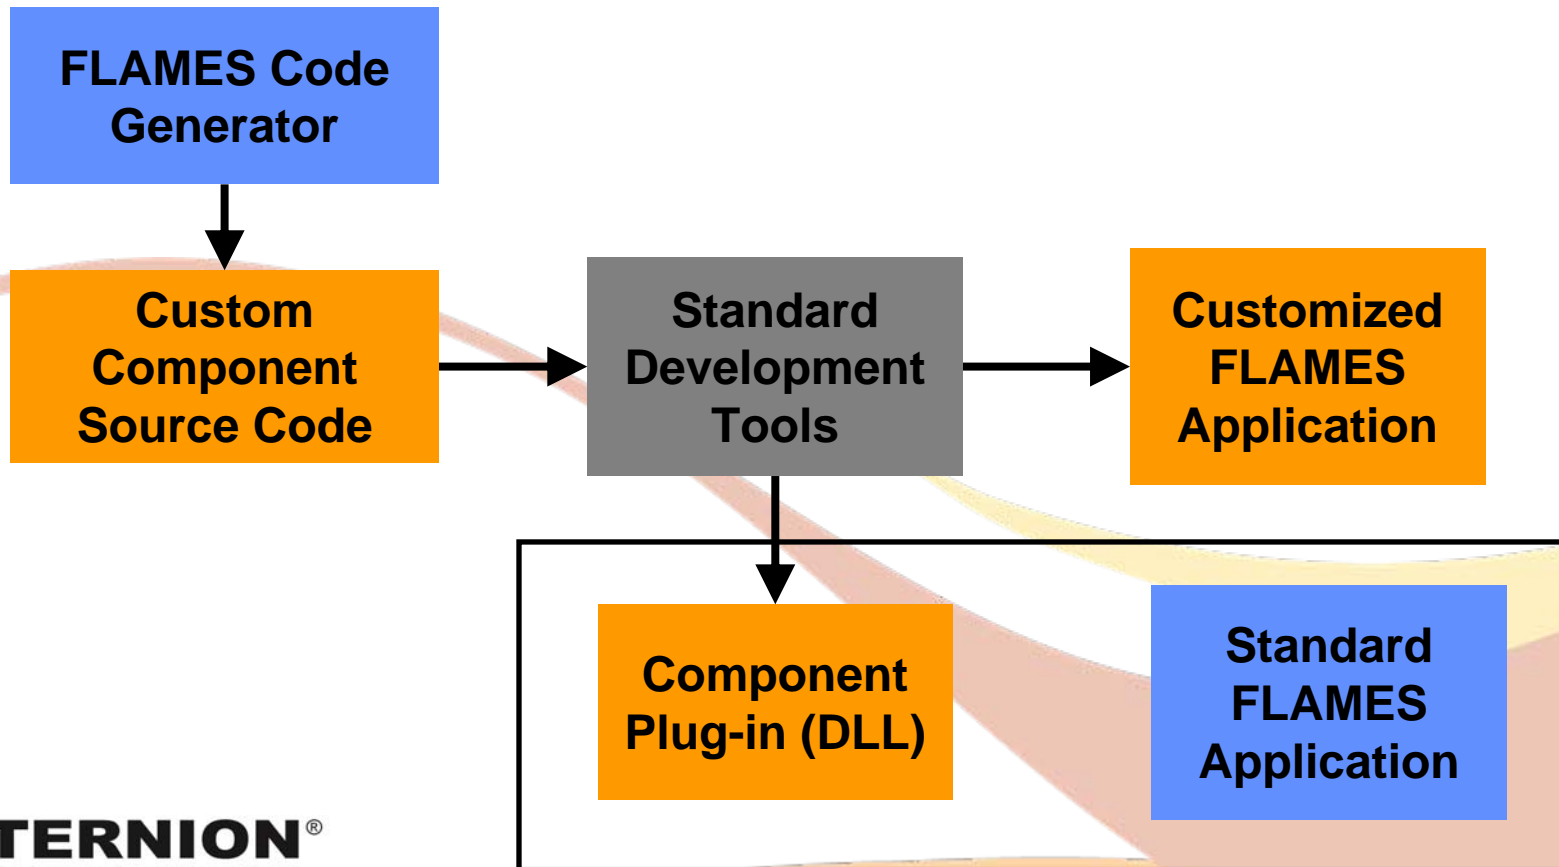 FLAMES Code
Generator
Custom
Component
Source Code
Standard
Development
Tools
Customized
FLAMES
Application
Component
Plug-in (DLL)
Standard
FLAMES
Application
TERNION®